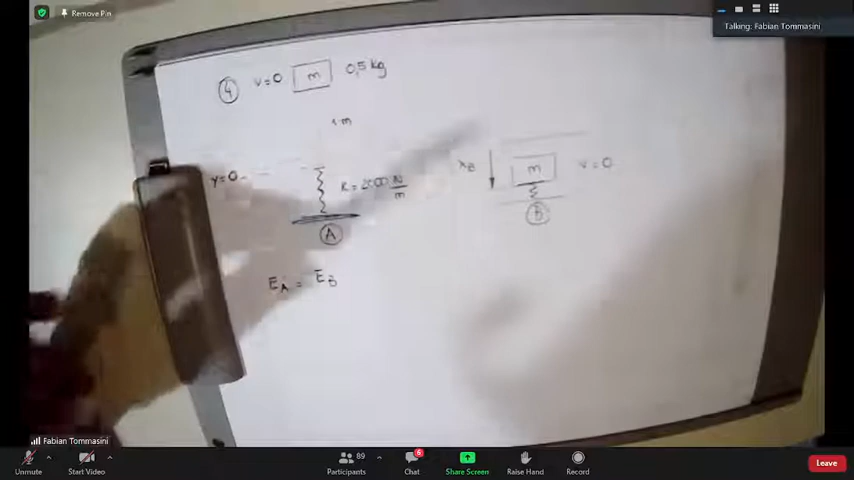 Remove Pin
Talking: Fabian Tommasini
④ v=0 m 0,5 kg
m
y=0
K = 2000 N/m
x_B
m v=0
A
B
E_A = E_B
Fabian Tommasini
Unmute
Start Video
89
Participants
6
Chat
Share Screen
Raise Hand
Record
Leave